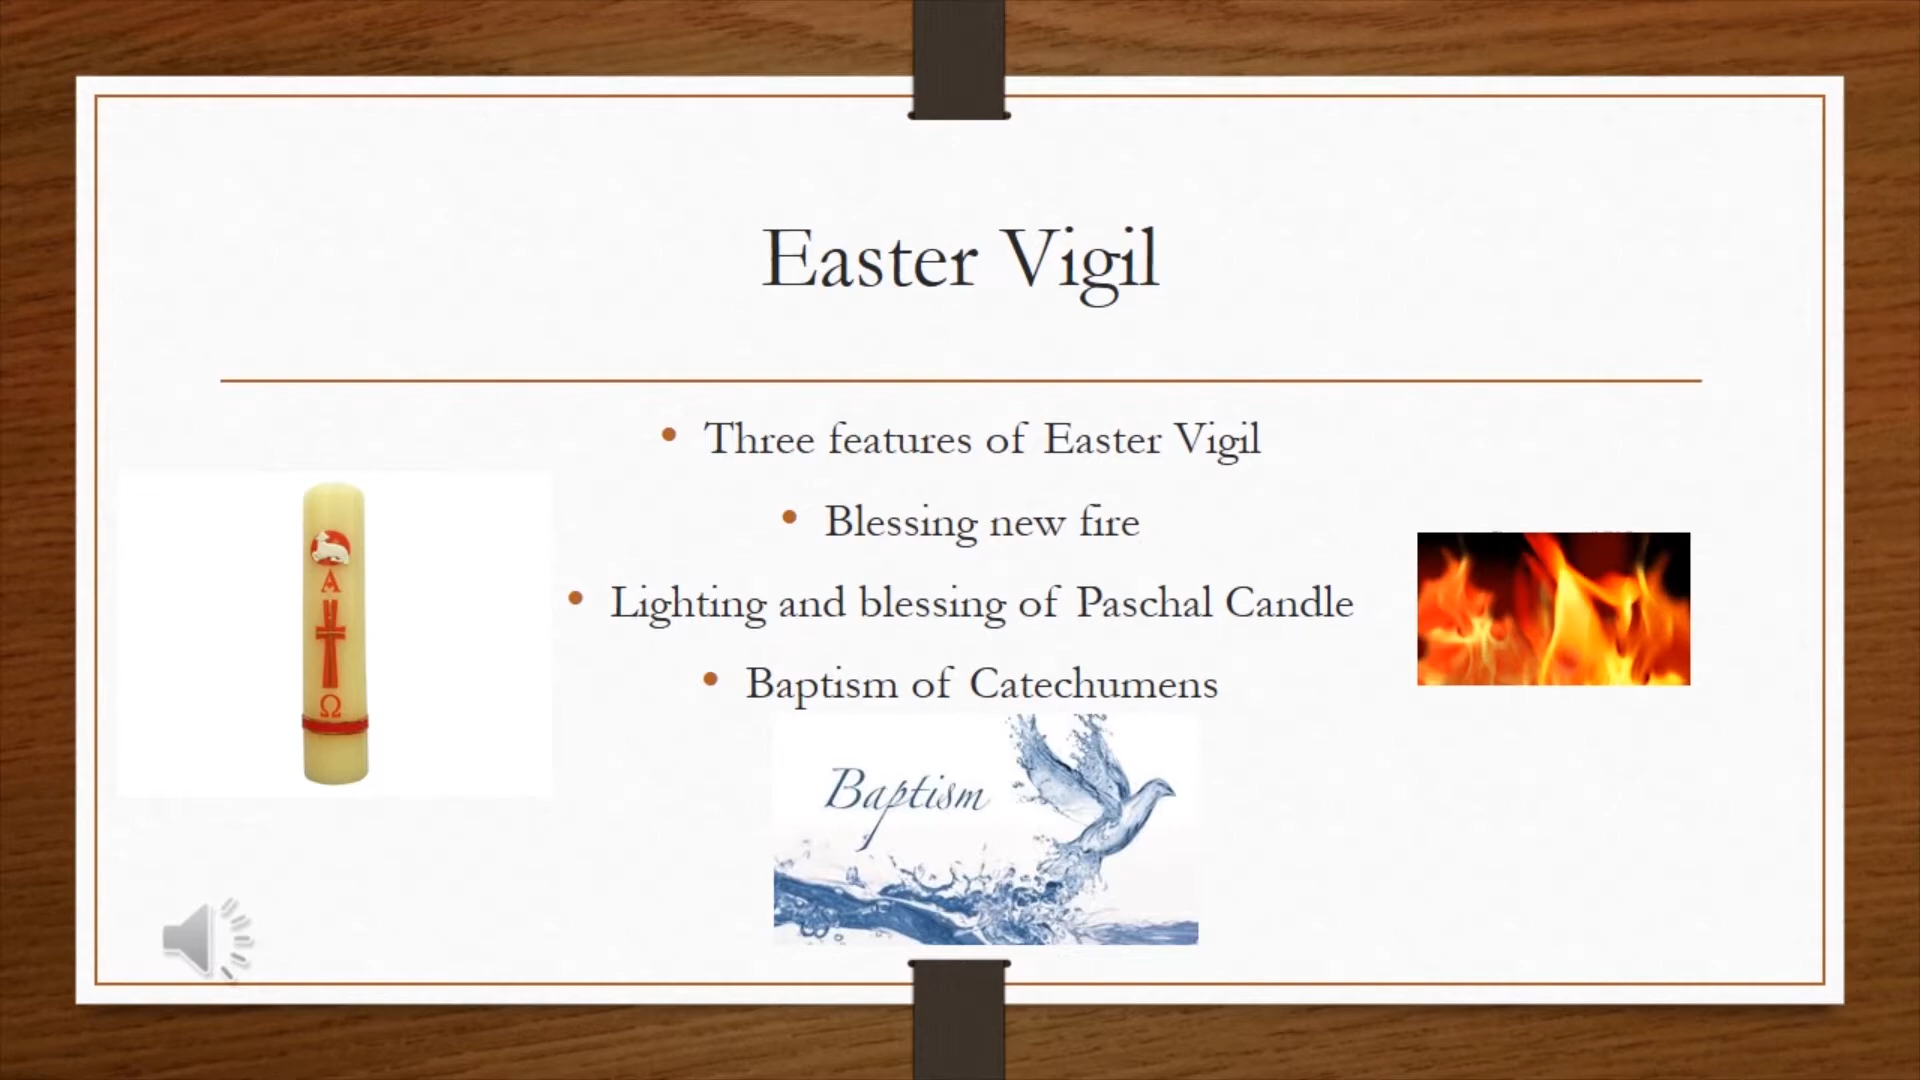 Easter Vigil
• Three features of Easter Vigil
• Blessing new fire
• Lighting and blessing of Paschal Candle
• Baptism of Catechumens
A
Ω
Baptism